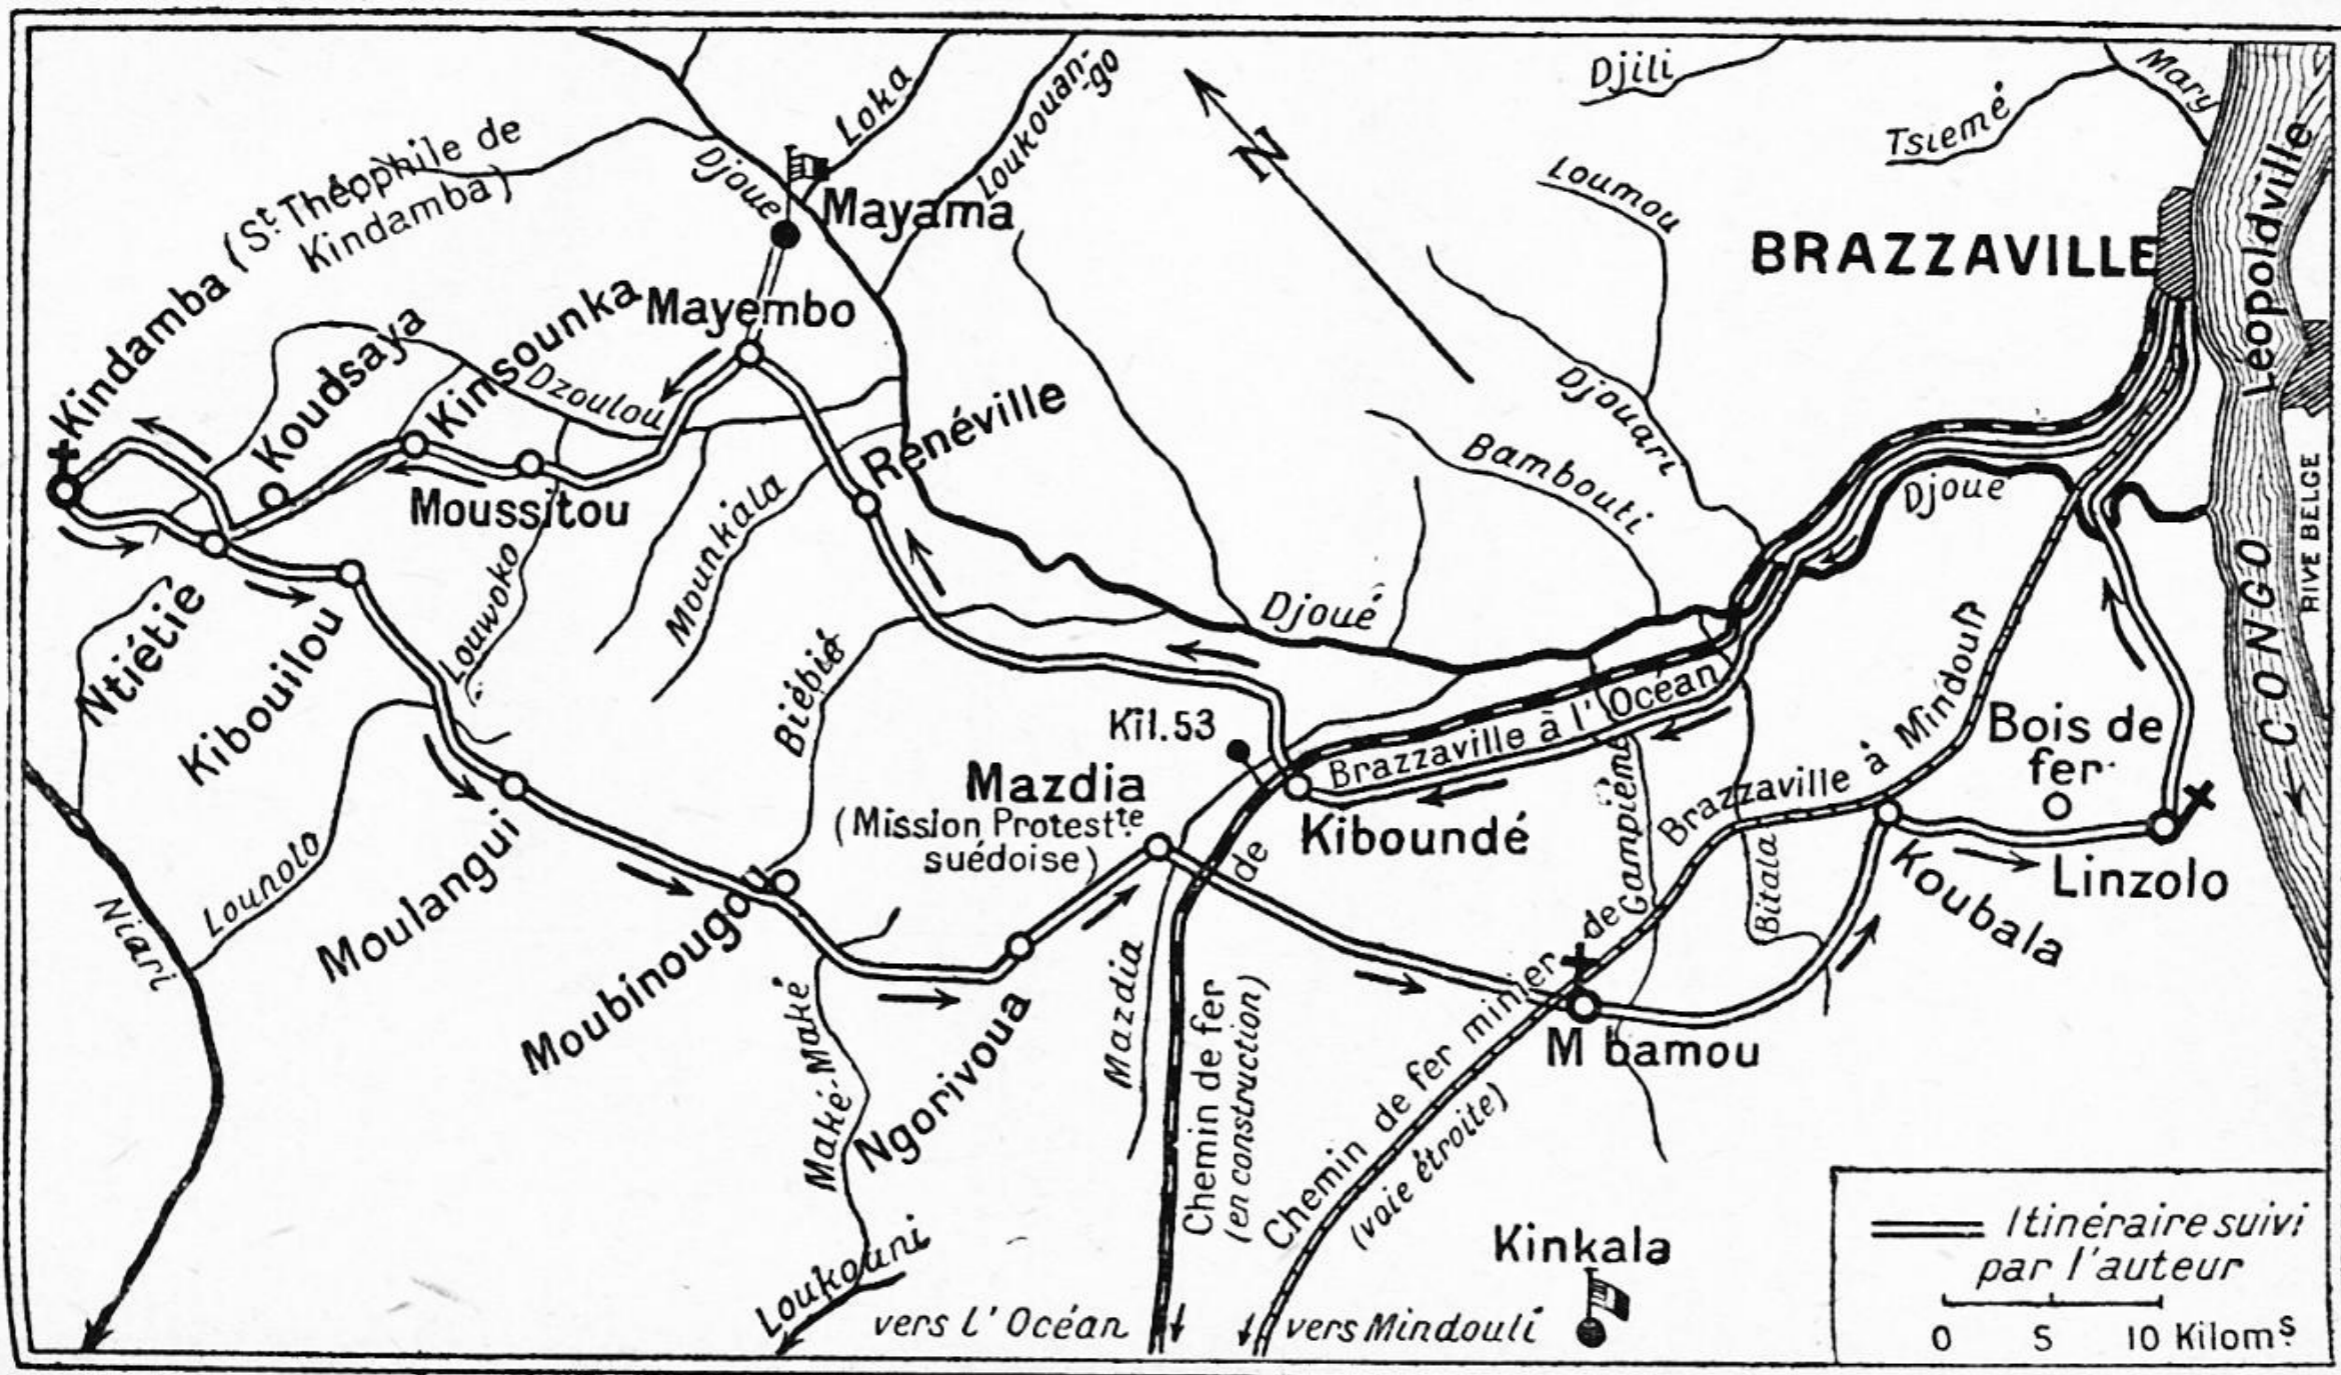 Djili
Mary
Tsiemé
Loka
Loukouan-
go
Léopoldville
(St Théophile de
Kindamba)
Djoue
Mayama
N
Loumou
BRAZZAVILLE
Kindamba
Koudsaya
Kinsounka
Mayembo
Dzoulou
Renéville
Djouari
Bambouti
Djoué
Moussitou
Mounkala
Louwoko
Djoué
CONGO
RIVE BELGE
Ntiétie
Kibouilou
Biébié
Kil.53
Brazzaville à l'Océan
de
Brazzaville à Mindouli
de
Bois de
fer
Mazdia
(Mission Protestte
suédoise)
Kiboundé
Gampiémé
Bitala
Koubala
Linzolo
Niari
Lounolo
Moulangui
Moubinougou
Maké-Maké
Ngorivoua
Mazdia
Chemin de fer
(en construction)
Chemin de fer minier
(voie étroite)
M bamou
Loukouni
vers l'Océan
vers Mindouli
Kinkala
Itinéraire suivi
par l'auteur
0 5 10 Kiloms